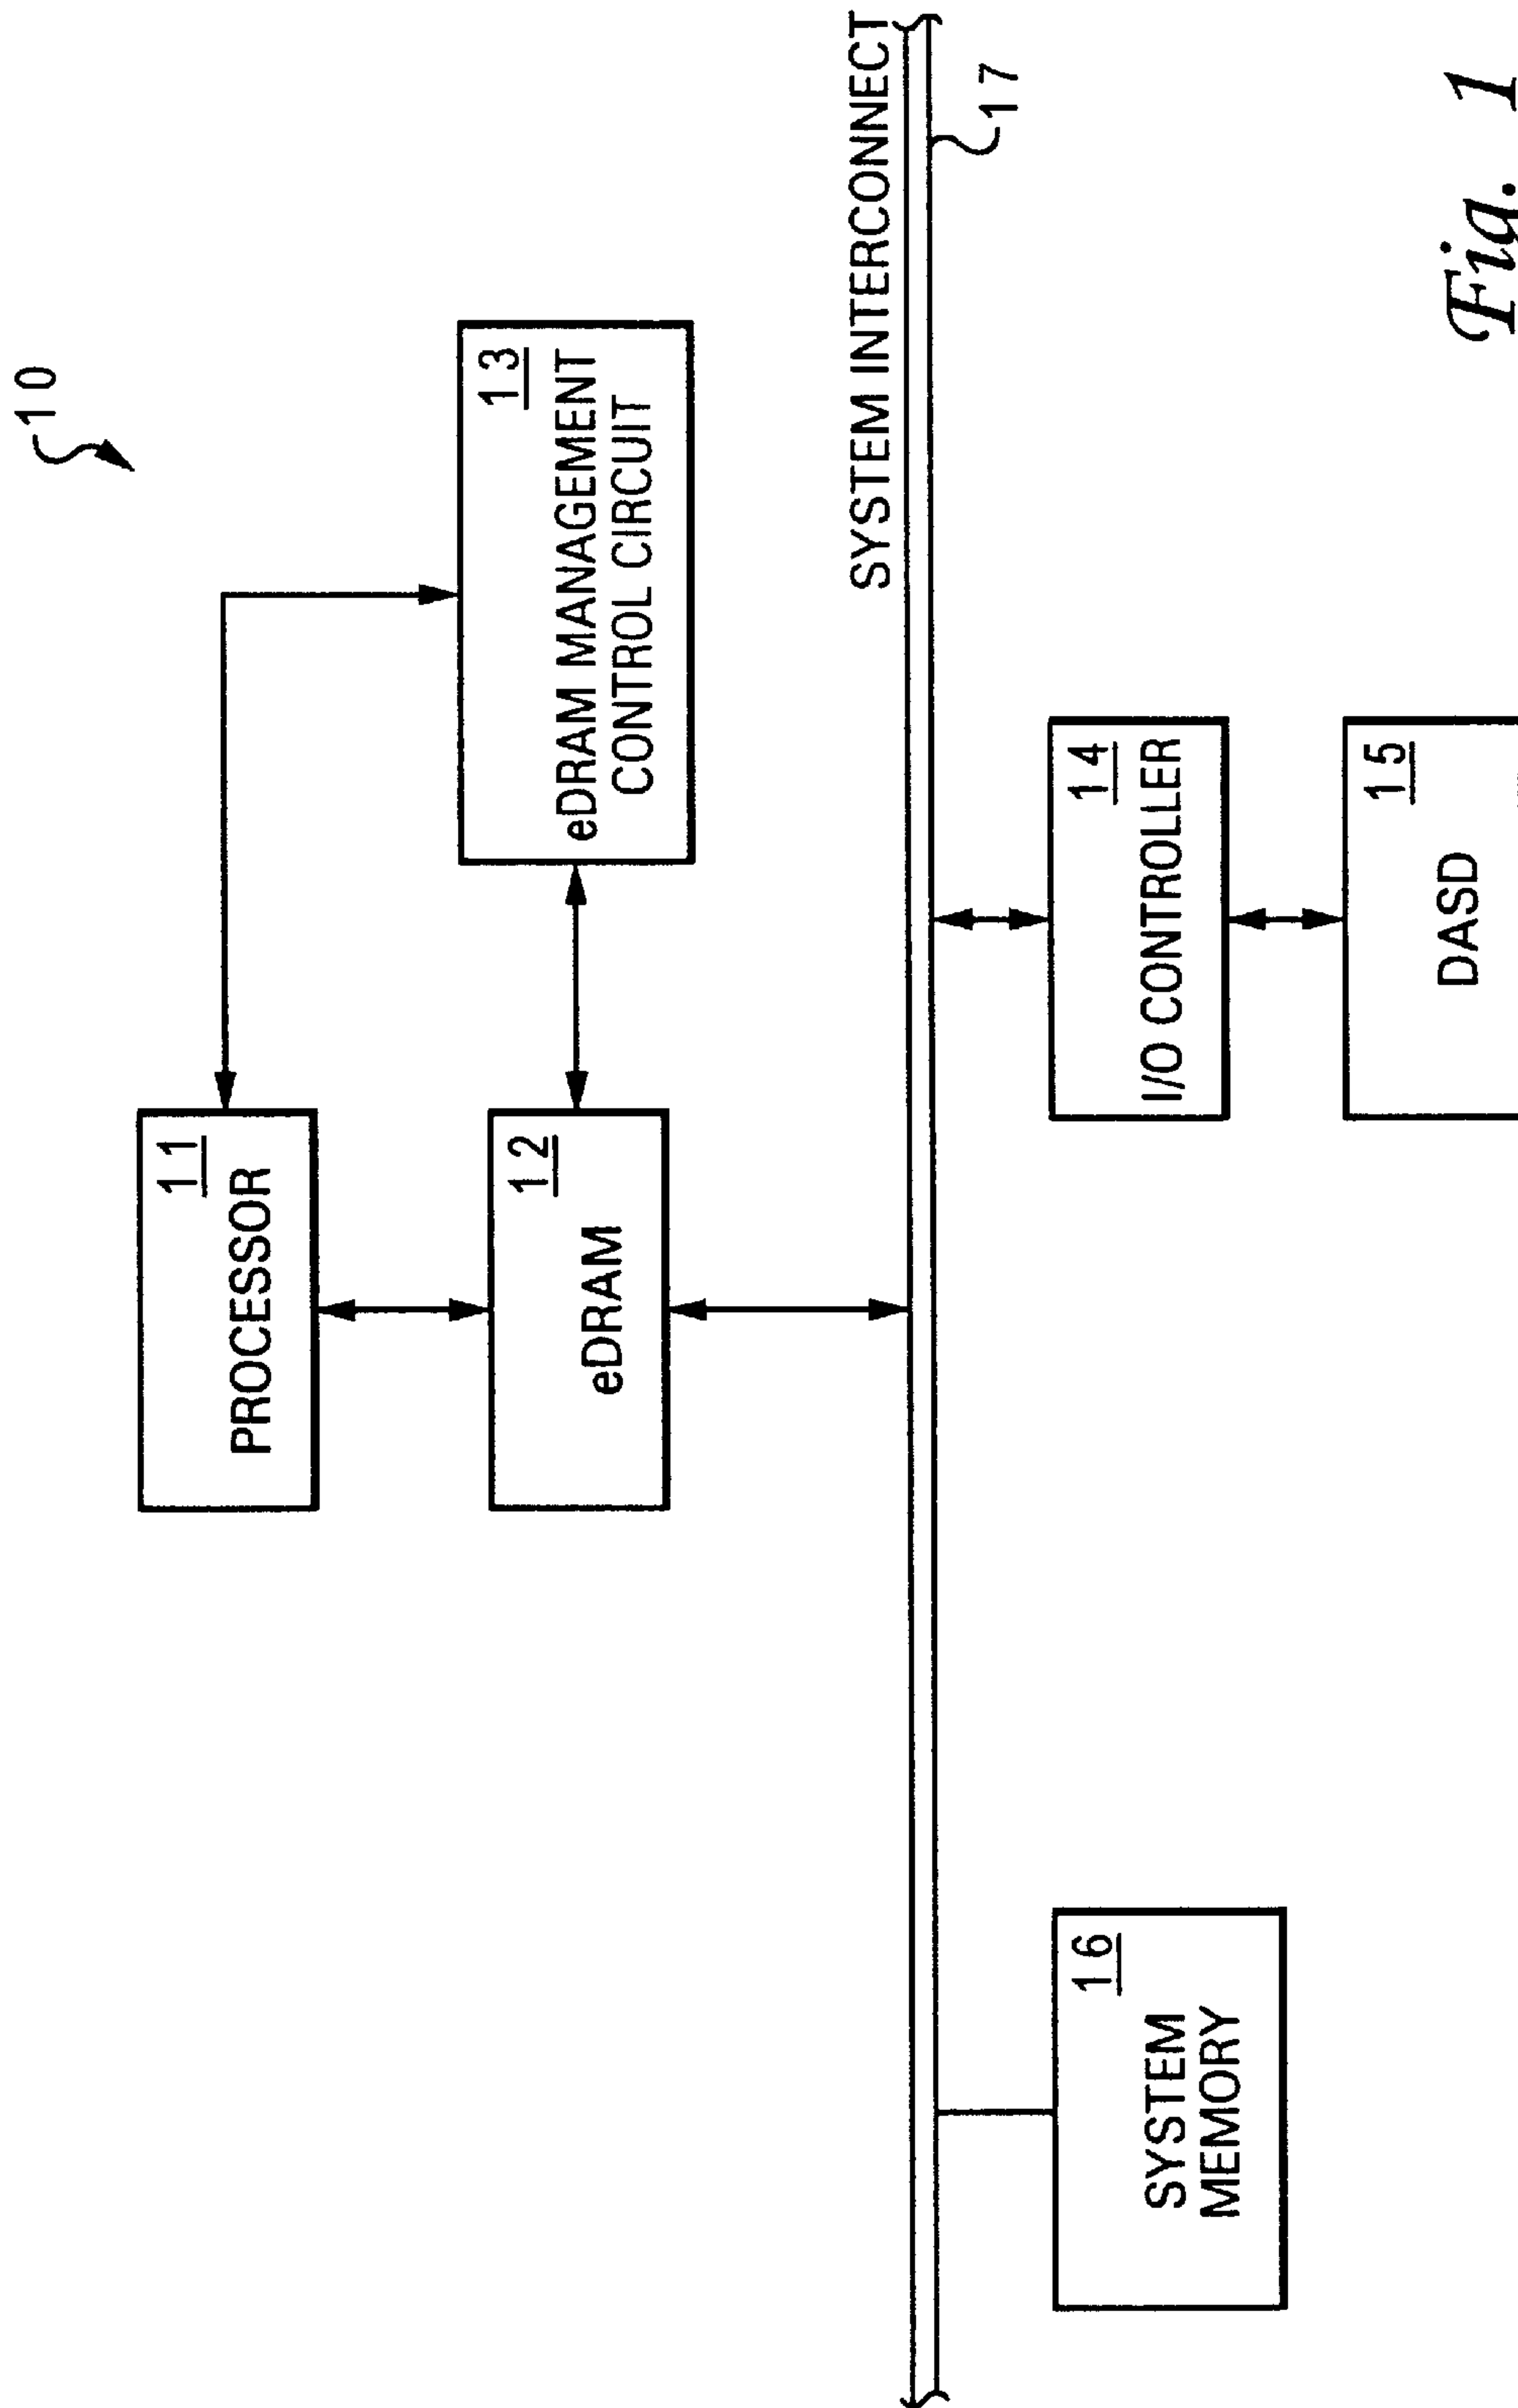 10
11
PROCESSOR
13
eDRAM MANAGEMENT
CONTROL CIRCUIT
12
eDRAM
SYSTEM INTERCONNECT
17
16
SYSTEM
MEMORY
14
I/O CONTROLLER
15
DASD
Fig. 1